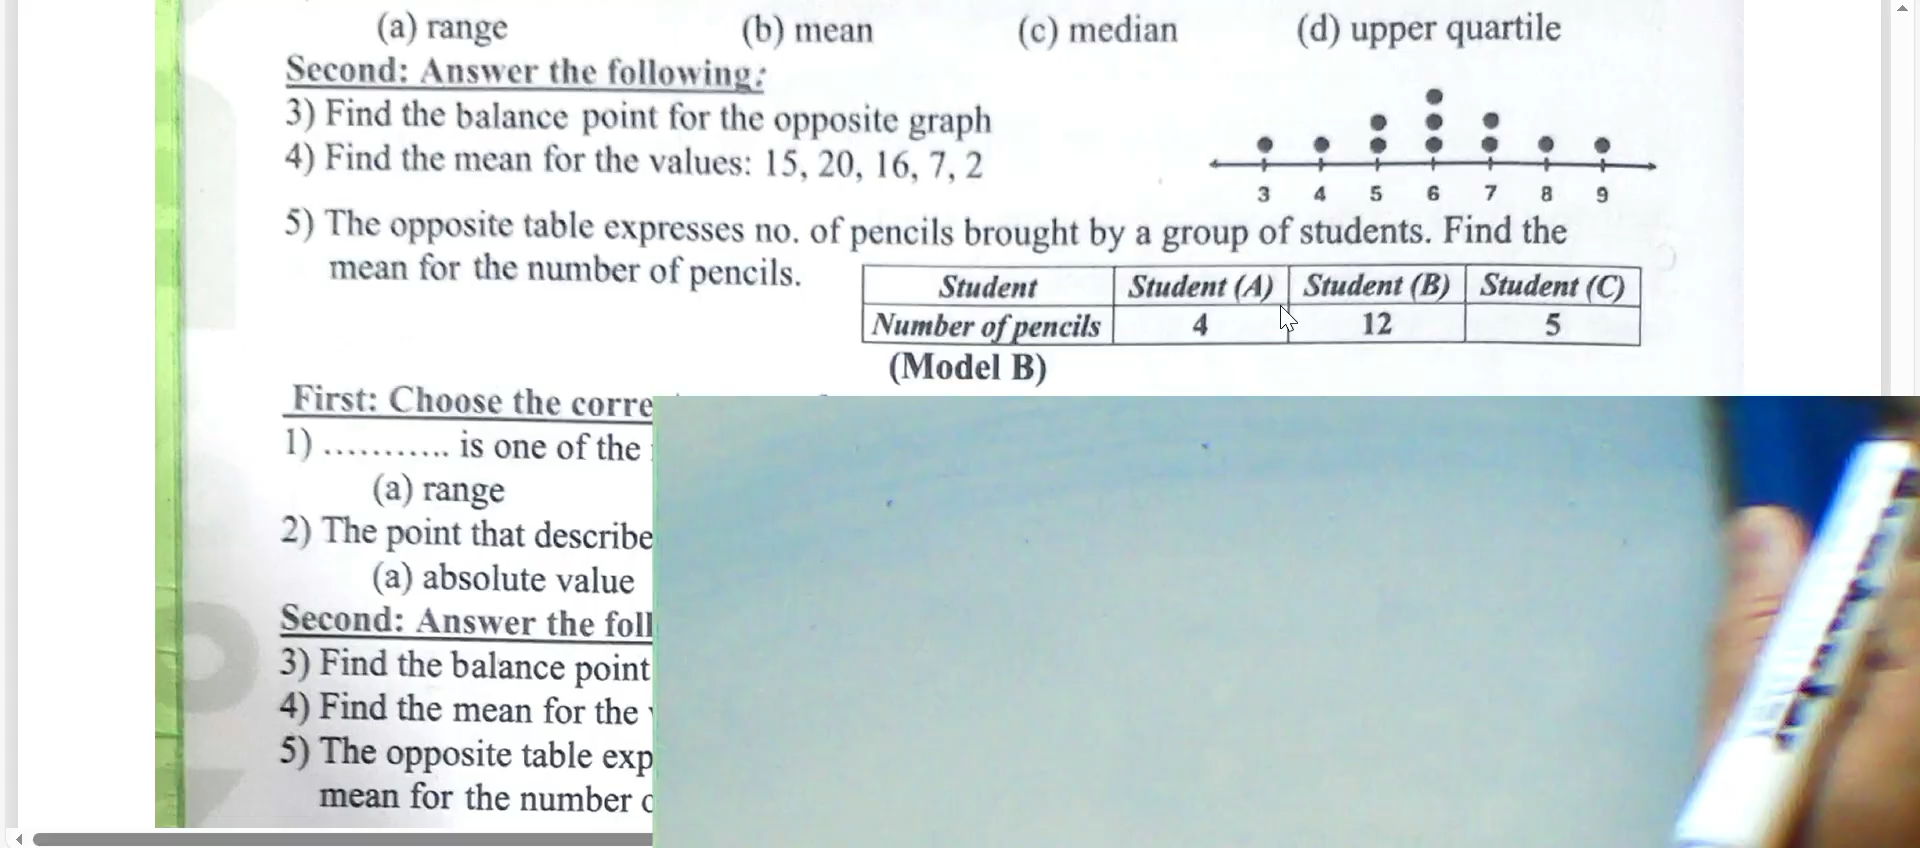 (a) range (b) mean (c) median (d) upper quartile
Second: Answer the following:
3) Find the balance point for the opposite graph
4) Find the mean for the values: 15, 20, 16, 7, 2
3 4 5 6 7 8 9
5) The opposite table expresses no. of pencils brought by a group of students. Find the
mean for the number of pencils.
Student Student (A) Student (B) Student (C)
Number of pencils 4 12 5
(Model B)
First: Choose the corre
1) ........... is one of the
(a) range
2) The point that describe
(a) absolute value
Second: Answer the foll
3) Find the balance point
4) Find the mean for the
5) The opposite table exp
mean for the number